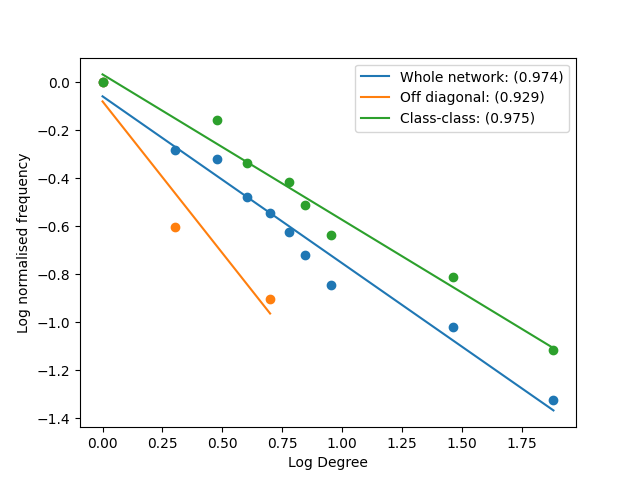 Whole network: (0.974)
Off diagonal: (0.929)
Class-class: (0.975)
0.0
−0.2
−0.4
−0.6
−0.8
−1.0
−1.2
−1.4
Log normalised frequency
0.00 0.25 0.50 0.75 1.00 1.25 1.50 1.75
Log Degree